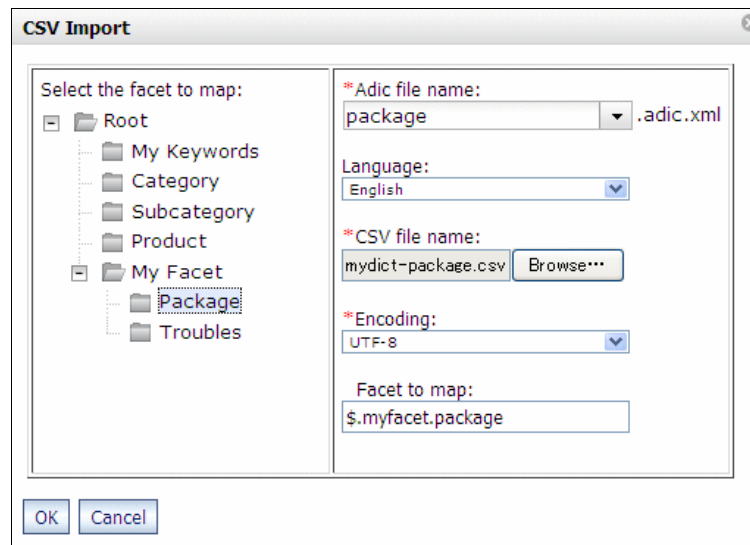 CSV Import
Select the facet to map:
Root
My Keywords
Category
Subcategory
Product
My Facet
Package
Troubles
*Adic file name:
package .adic.xml
Language:
English
*CSV file name:
mydict-package.csv Browse…
*Encoding:
UTF-8
Facet to map:
$.myfacet.package
OK Cancel